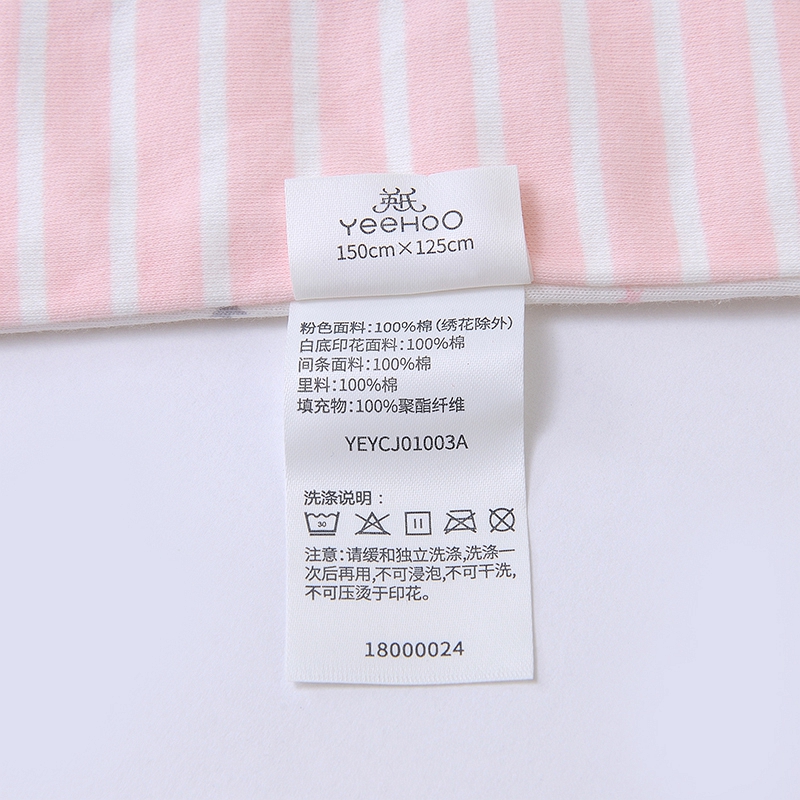 英氏
YeeHoO
150cm×125cm
粉色面料:100%棉(绣花除外)
白底印花面料:100%棉
间条面料:100%棉
里料:100%棉
填充物:100%聚酯纤维
YEYCJ01003A
洗涤说明:
30
注意:请缓和独立洗涤,洗涤一
次后再用,不可浸泡,不可干洗,
不可压烫于印花。
18000024